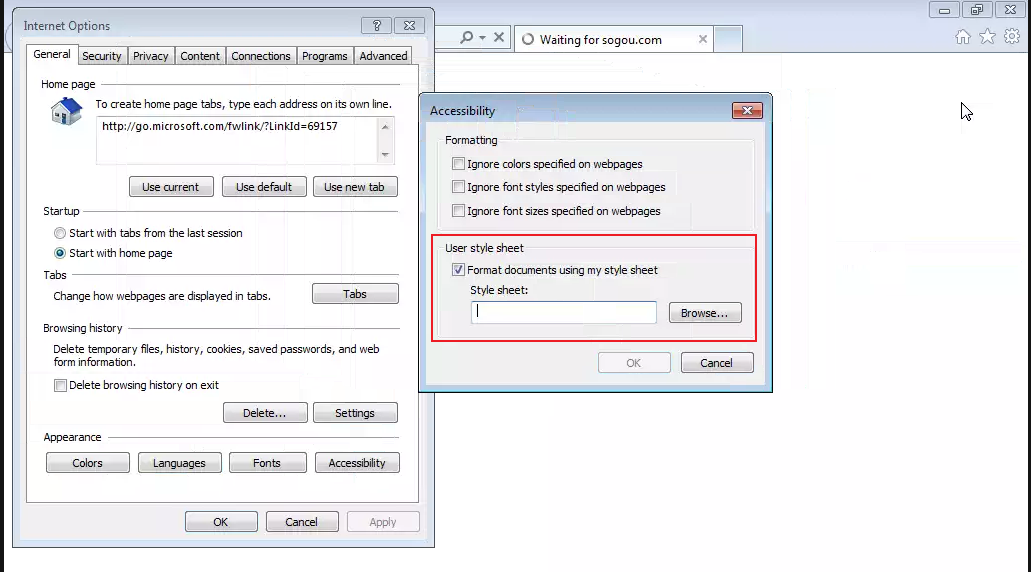 Internet Options
General
Security
Privacy
Content
Connections
Programs
Advanced
Home page
To create home page tabs, type each address on its own line.
http://go.microsoft.com/fwlink/?LinkId=69157
Use current
Use default
Use new tab
Startup
Start with tabs from the last session
Start with home page
Tabs
Change how webpages are displayed in tabs.
Tabs
Browsing history
Delete temporary files, history, cookies, saved passwords, and web
form information.
Delete browsing history on exit
Delete...
Settings
Appearance
Colors
Languages
Fonts
Accessibility
OK
Cancel
Apply
Waiting for sogou.com
Accessibility
Formatting
Ignore colors specified on webpages
Ignore font styles specified on webpages
Ignore font sizes specified on webpages
User style sheet
Format documents using my style sheet
Style sheet:
Browse...
OK
Cancel